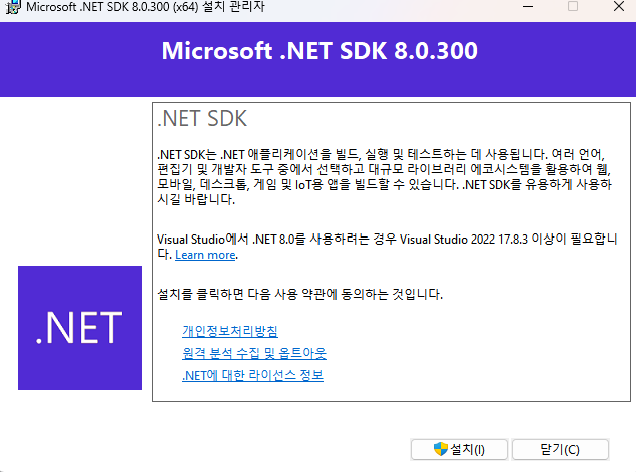 Microsoft .NET SDK 8.0.300 (x64) 설치 관리자
Microsoft .NET SDK 8.0.300
.NET SDK
.NET SDK는 .NET 애플리케이션을 빌드, 실행 및 테스트하는 데 사용됩니다. 여러 언어,
편집기 및 개발자 도구 중에서 선택하고 대규모 라이브러리 에코시스템을 활용하여 웹,
모바일, 데스크톱, 게임 및 IoT용 앱을 빌드할 수 있습니다. .NET SDK를 유용하게 사용하
시길 바랍니다.
Visual Studio에서 .NET 8.0를 사용하려는 경우 Visual Studio 2022 17.8.3 이상이 필요합니
다. Learn more.
설치를 클릭하면 다음 사용 약관에 동의하는 것입니다.
개인정보처리방침
원격 분석 수집 및 옵트아웃
.NET에 대한 라이선스 정보
.NET
설치(I)
닫기(C)